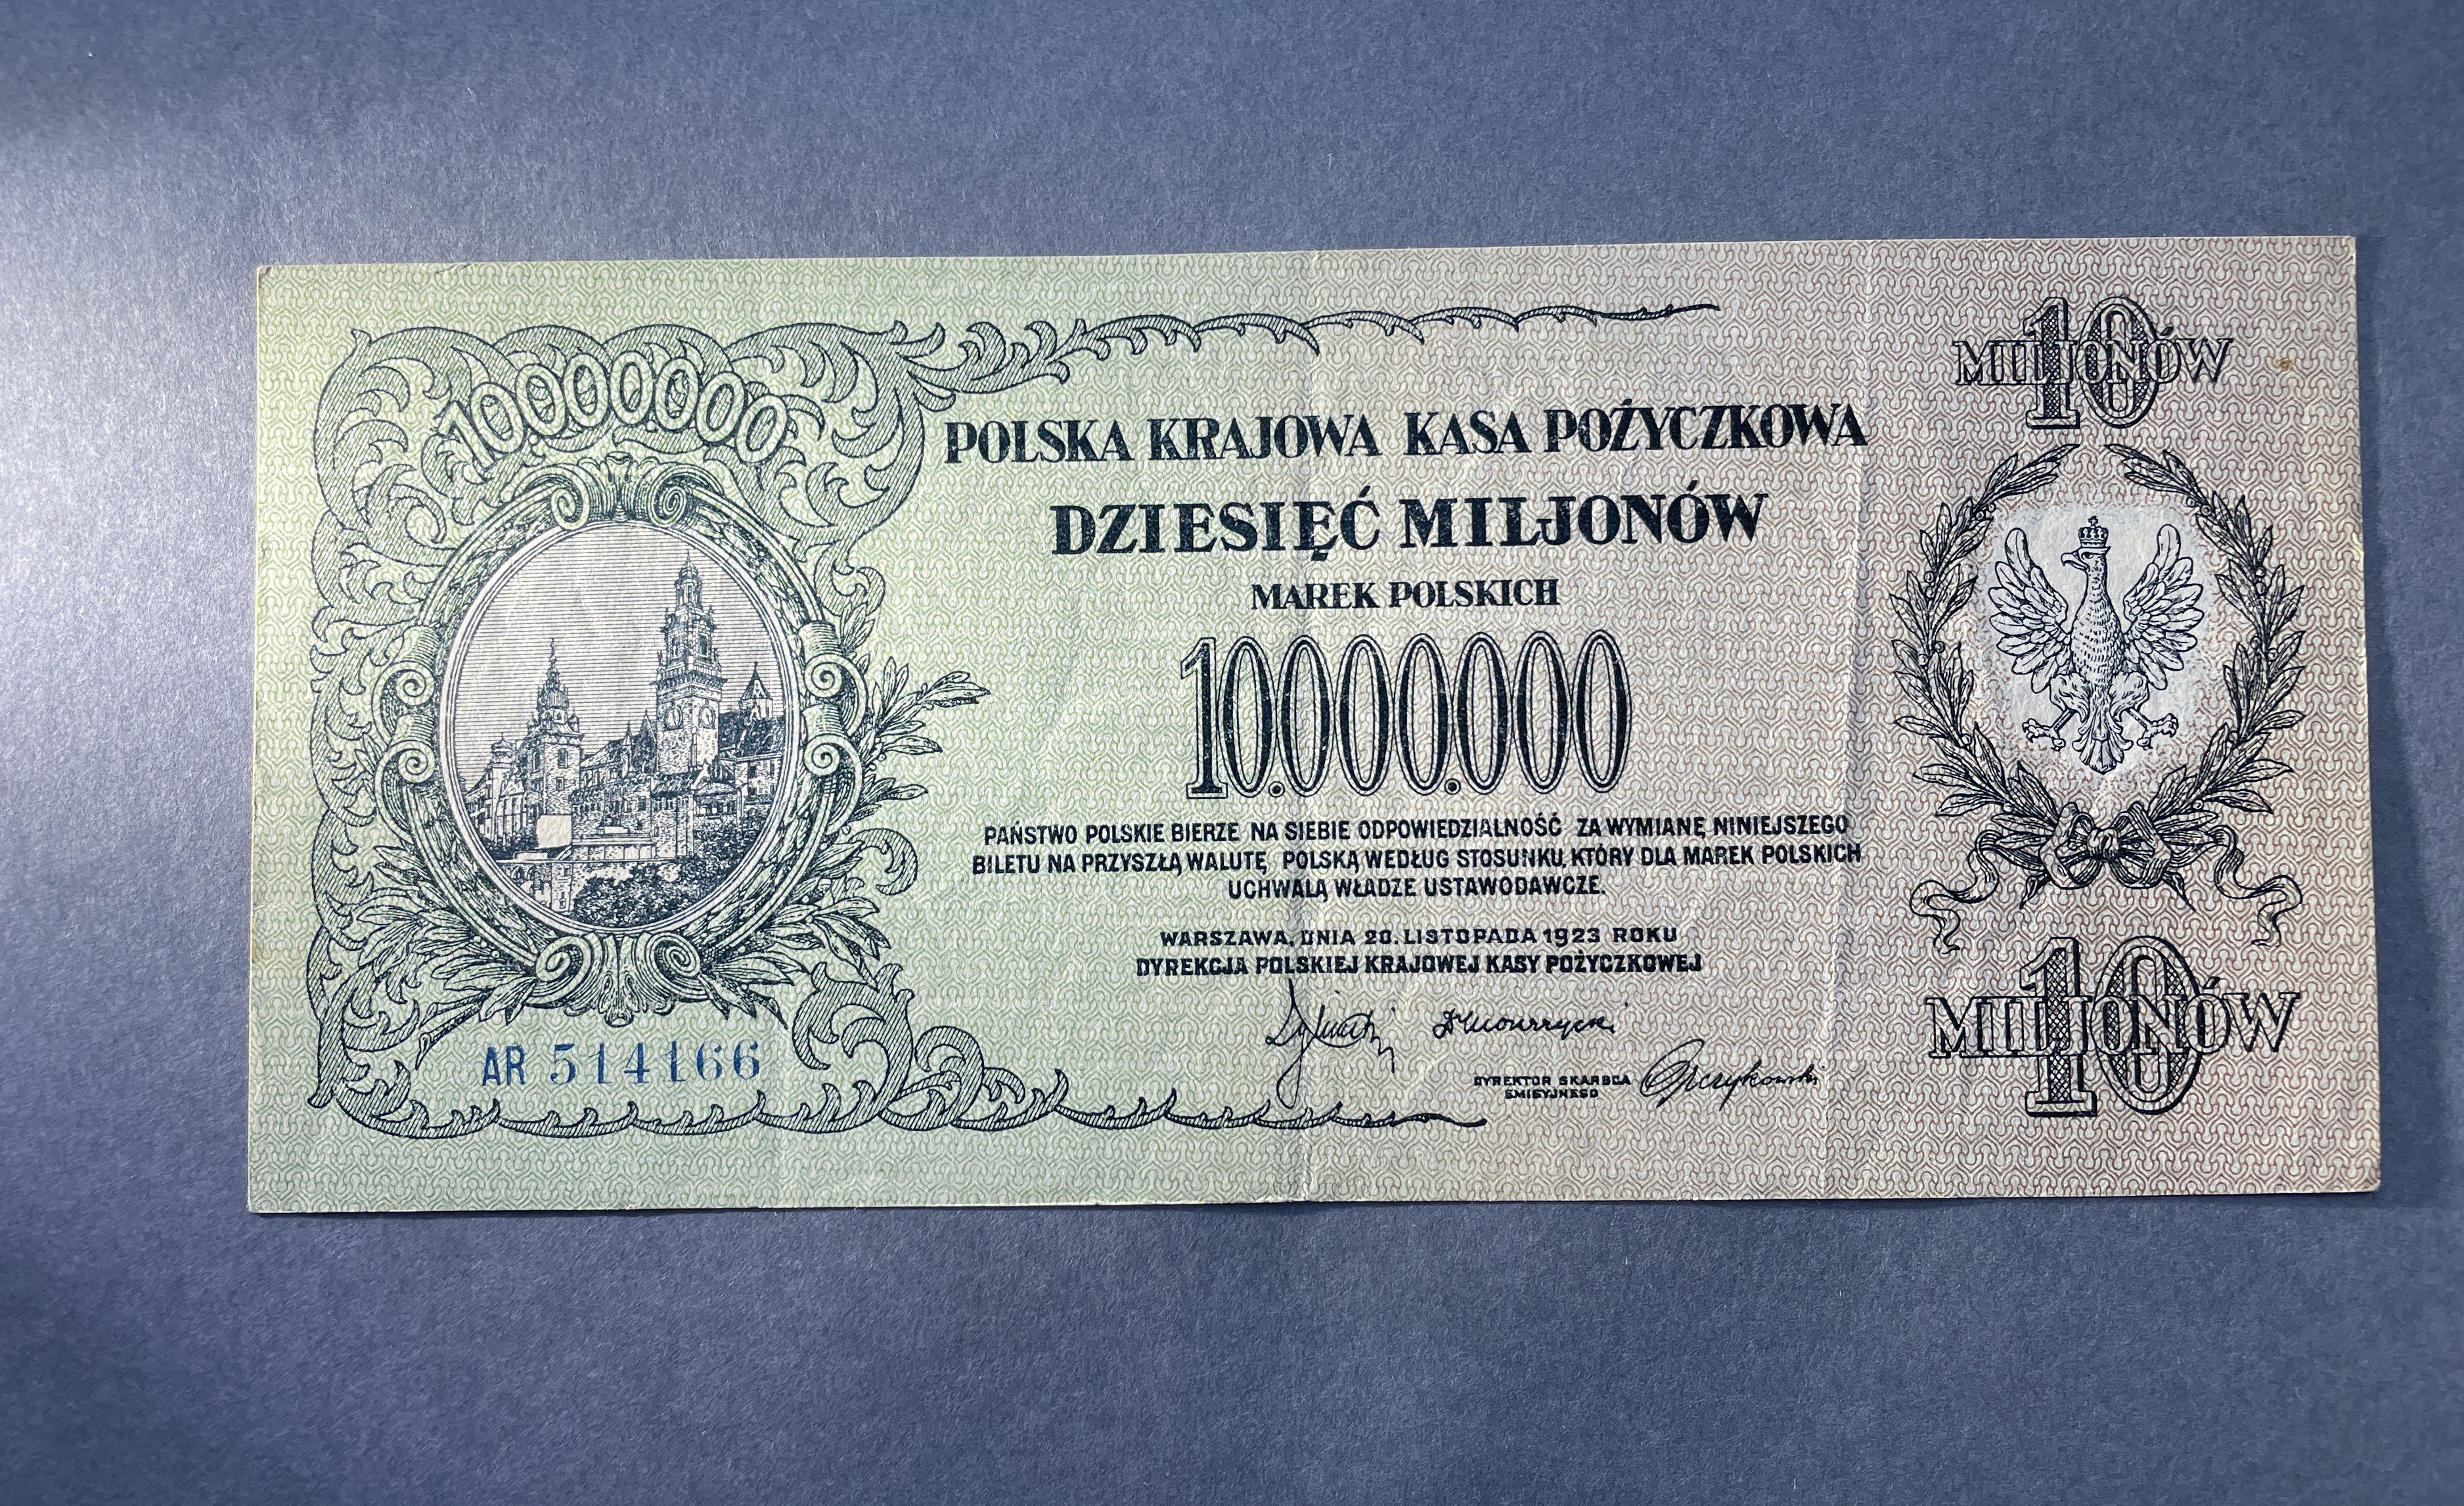 10.000.000
POLSKA KRAJOWA KASA POŻYCZKOWA
DZIESIĘĆ MILJONÓW
MAREK POLSKICH
10.000.000
PAŃSTWO POLSKIE BIERZE NA SIEBIE ODPOWIEDZIALNOŚĆ ZA WYMIANĘ NINIEJSZEGO
BILETU NA PRZYSZŁĄ WALUTĘ POLSKĄ WEDŁUG STOSUNKU, KTÓRY DLA MAREK POLSKICH
UCHWALĄ WŁADZE USTAWODAWCZE.
WARSZAWA, DNIA 20. LISTOPADA 1923 ROKU
DYREKCJA POLSKIEJ KRAJOWEJ KASY POŻYCZKOWEJ
DYREKTOR SKARBCA
EMISYJNEGO
AR 514166
10
MILJONÓW
10
MILJONÓW